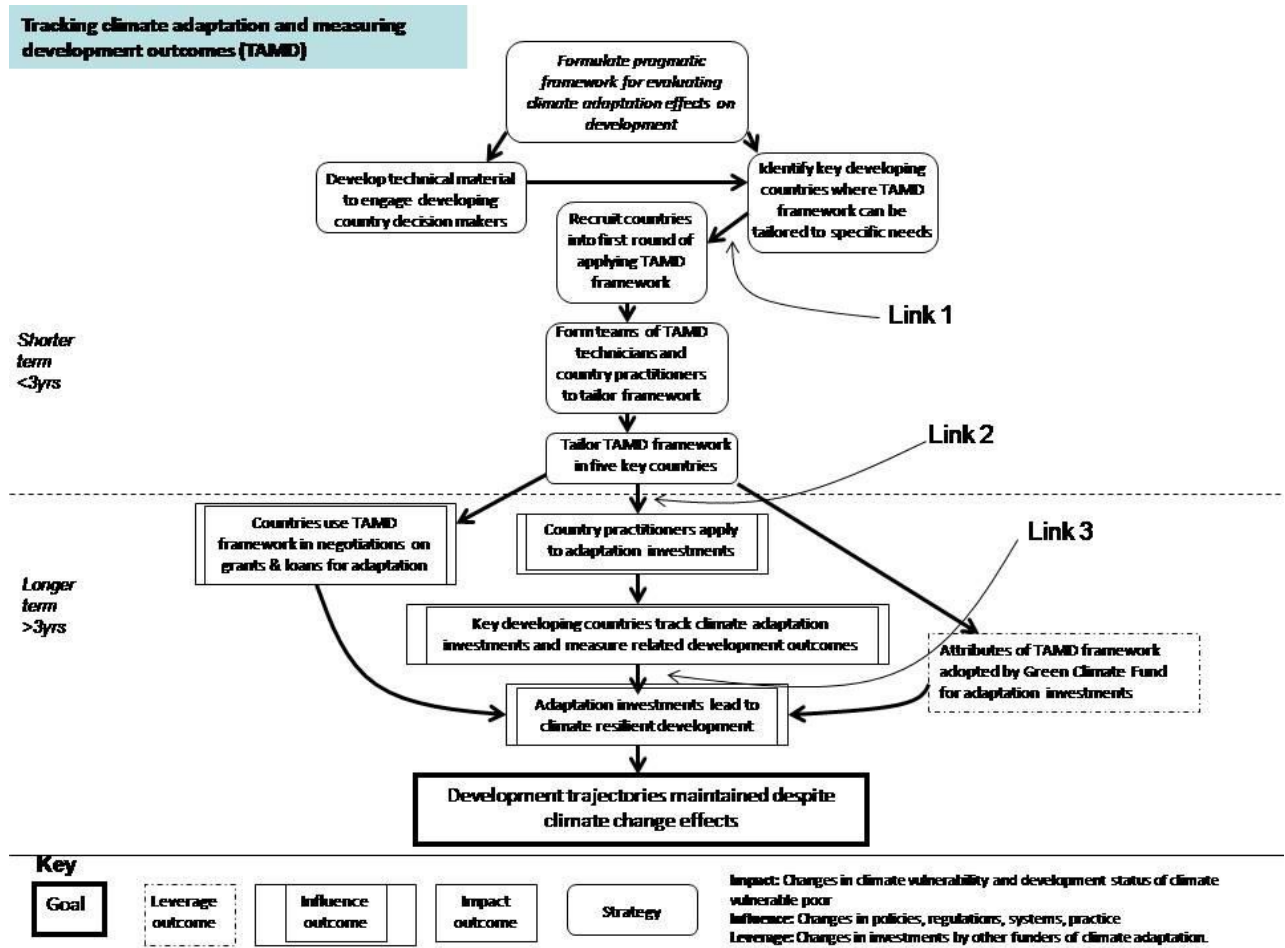 Tracking climate adaptation and measuring
development outcomes (TAMD)
Formulate pragmatic
framework for evaluating
climate adaptation effects on
development
Develop technical material
to engage developing
country decision makers
Identify key developing
countries where TAMD
framework can be
tailored to specific needs
Recruit countries
into first round of
applying TAMD
framework
Link 1
Shorter
term
<3yrs
Form teams of TAMD
technicians and
country practitioners
to tailor framework
Tailor TAMD framework
in five key countries
Link 2
Countries use TAMD
framework in negotiations on
grants & loans for adaptation
Country practitioners apply
to adaptation investments
Link 3
Longer
term
>3yrs
Key developing countries track climate adaptation
investments and measure related development outcomes
Attributes of TAMD framework
adopted by Green Climate Fund
for adaptation investments
Adaptation investments lead to
climate resilient development
Development trajectories maintained despite
climate change effects
Key
Goal
Leverage
outcome
Influence
outcome
Impact
outcome
Strategy
Impact: Changes in climate vulnerability and development status of climate
vulnerable poor
Influence: Changes in policies, regulations, systems, practice
Leverage: Changes in investments by other funders of climate adaptation.